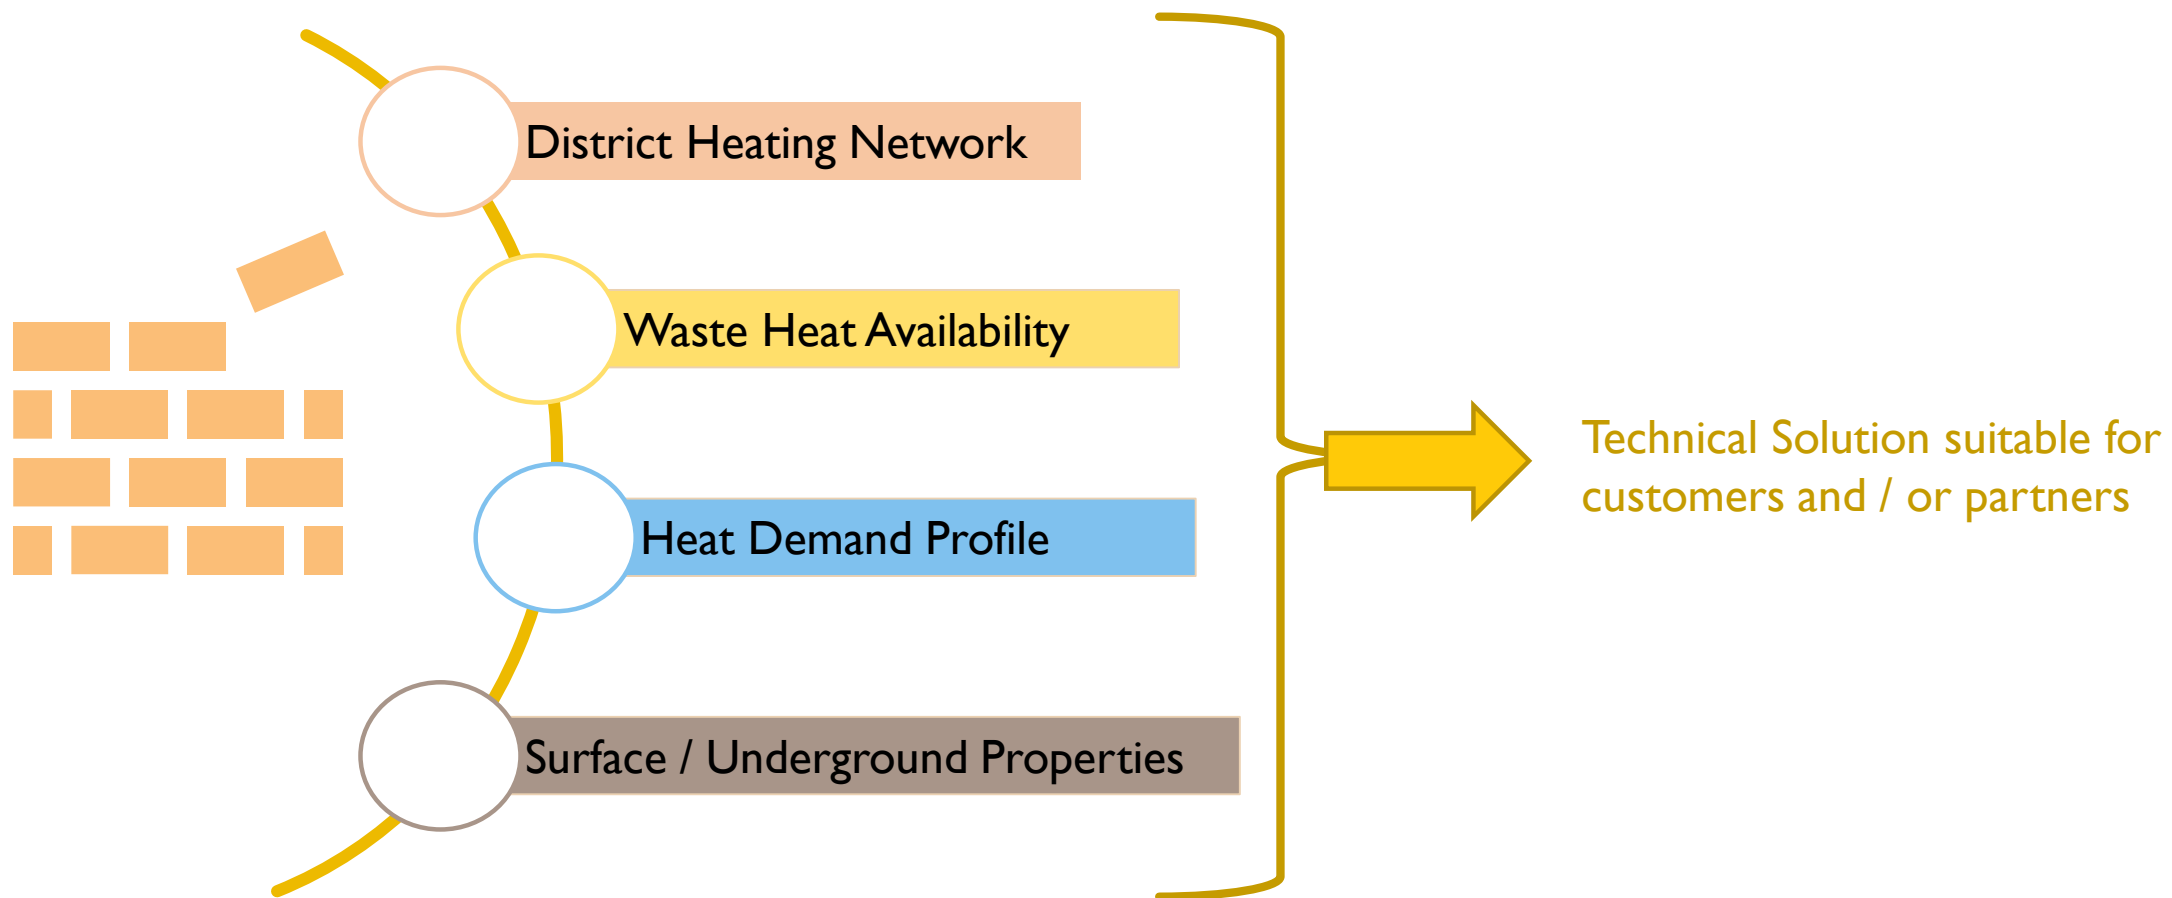 District Heating Network
Waste Heat Availability
Heat Demand Profile
Surface / Underground Properties
Technical Solution suitable for
customers and / or partners